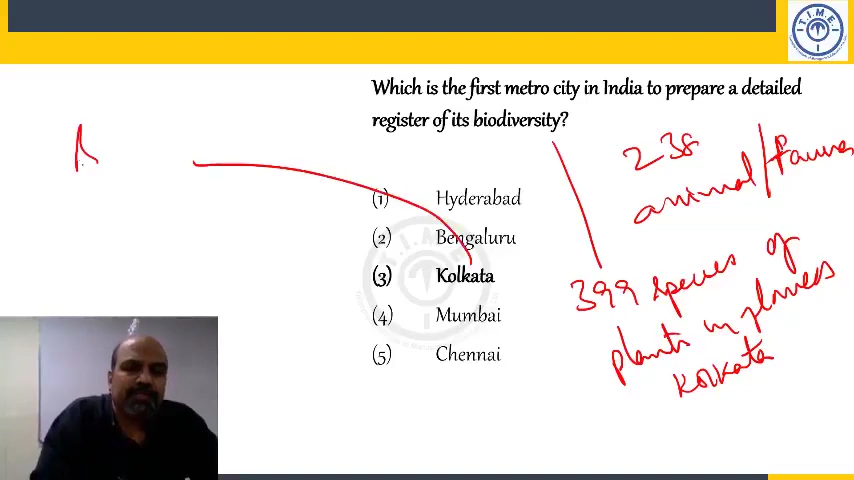 T.I.M.E.
Which is the first metro city in India to prepare a detailed
register of its biodiversity?
(1) Hyderabad
(2) Bengaluru
(3) Kolkata
(4) Mumbai
(5) Chennai
238
animal/Fauna
399 species of
plants in
Kolkata